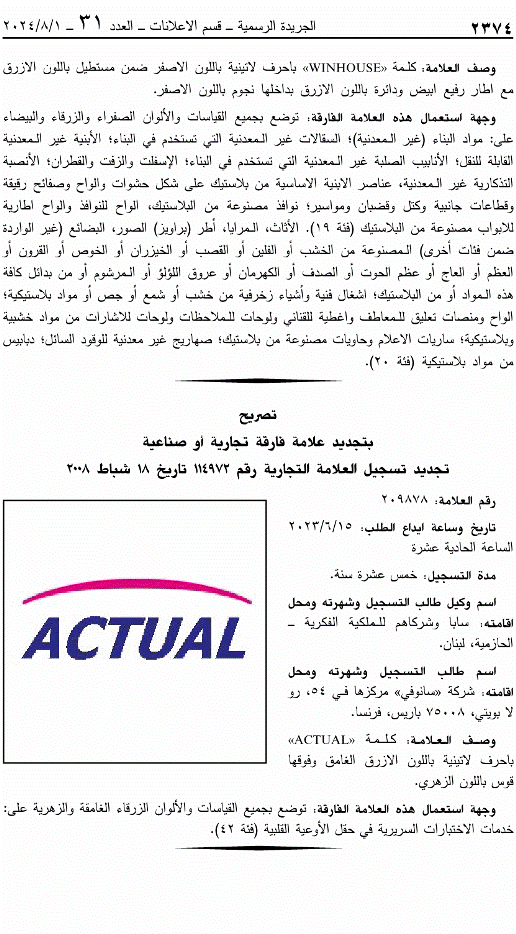 ٢٣٧٤
الجريدة الرسمية ـ قسم الاعلانات ـ العدد ٣١ ـ ٢٠٢٤/٨/١
وصف العلامة: كلمة «WINHOUSE» باحرف لاتينية باللون الاصفر ضمن مستطيل باللون الازرق
مع اطار رفيع ابيض ودائرة باللون الازرق بداخلها نجوم باللون الاصفر.
وجهة استعمال هذه العلامة الفارقة: توضع بجميع القياسات والألوان الصفراء والزرقاء والبيضاء
على: مواد البناء (غير المعدنية)؛ السقالات غير المعدنية التي تستخدم في البناء؛ الأبنية غير المعدنية
القابلة للنقل؛ الأنابيب الصلبة غير المعدنية التي تستخدم في البناء؛ الإسفلت والزفت والقطران؛ الأنصبة
التذكارية غير المعدنية، عناصر الابنية الاساسية من بلاستيك على شكل حشوات والواح وصفائح رقيقة
وقطاعات جانبية وكتل وقضبان ومواسير؛ نوافذ مصنوعة من البلاستيك، الواح للنوافذ والواح اطارية
للابواب مصنوعة من البلاستيك (فئة ١٩). الأثاث، المرايا، أطر (براويز) الصور، البضائع (غير الواردة
ضمن فئات أخرى) المصنوعة من الخشب أو الفلين أو القصب أو الخيزران أو الخوص أو القرون أو
العظم أو العاج أو عظم الحوت أو الصدف أو الكهرمان أو عروق اللؤلؤ أو المرشوم أو من بدائل كافة
هذه المواد أو من البلاستيك؛ اشغال فنية وأشياء زخرفية من خشب أو شمع أو جص أو مواد بلاستيكية؛
الواح ومنصات تعليق للمعاطف واغطية للقناني ولوحات للملاحظات ولوحات للاشارات من مواد خشبية
وبلاستيكية؛ ساريات الاعلام وحاويات مصنوعة من بلاستيك؛ صهاريج غير معدنية للوقود السائل؛ دبابيس
من مواد بلاستيكية (فئة ٢٠).
تصريح
بتجديد علامة فارقة تجارية أو صناعية
تجديد تسجيل العلامة التجارية رقم ١١٤٩٧٢ تاريخ ١٨ شباط ٢٠٠٨
رقم العلامة: ٢٠٩٨٧٨
تاريخ وساعة ايداع الطلب: ٢٠٢٣/٦/١٥
الساعة الحادية عشرة
مدة التسجيل: خمس عشرة سنة.
اسم وكيل طالب التسجيل وشهرته ومحل
اقامته: سابا وشركاهم للملكية الفكرية ـ
الحازمية، لبنان.
اسم طالب التسجيل وشهرته ومحل
اقامته: شركة «سانوفي» مركزها في ٥٤، رو
لا بويتي، ٧٥٠٠٨ باريس، فرنسا.
وصف العلامة: كلمة «ACTUAL»
باحرف لاتينية باللون الازرق الغامق وفوقها
قوس باللون الزهري.
ACTUAL
وجهة استعمال هذه العلامة الفارقة: توضع بجميع القياسات والألوان الزرقاء الغامقة والزهرية على:
خدمات الاختبارات السريرية في حقل الأوعية القلبية (فئة ٤٢).